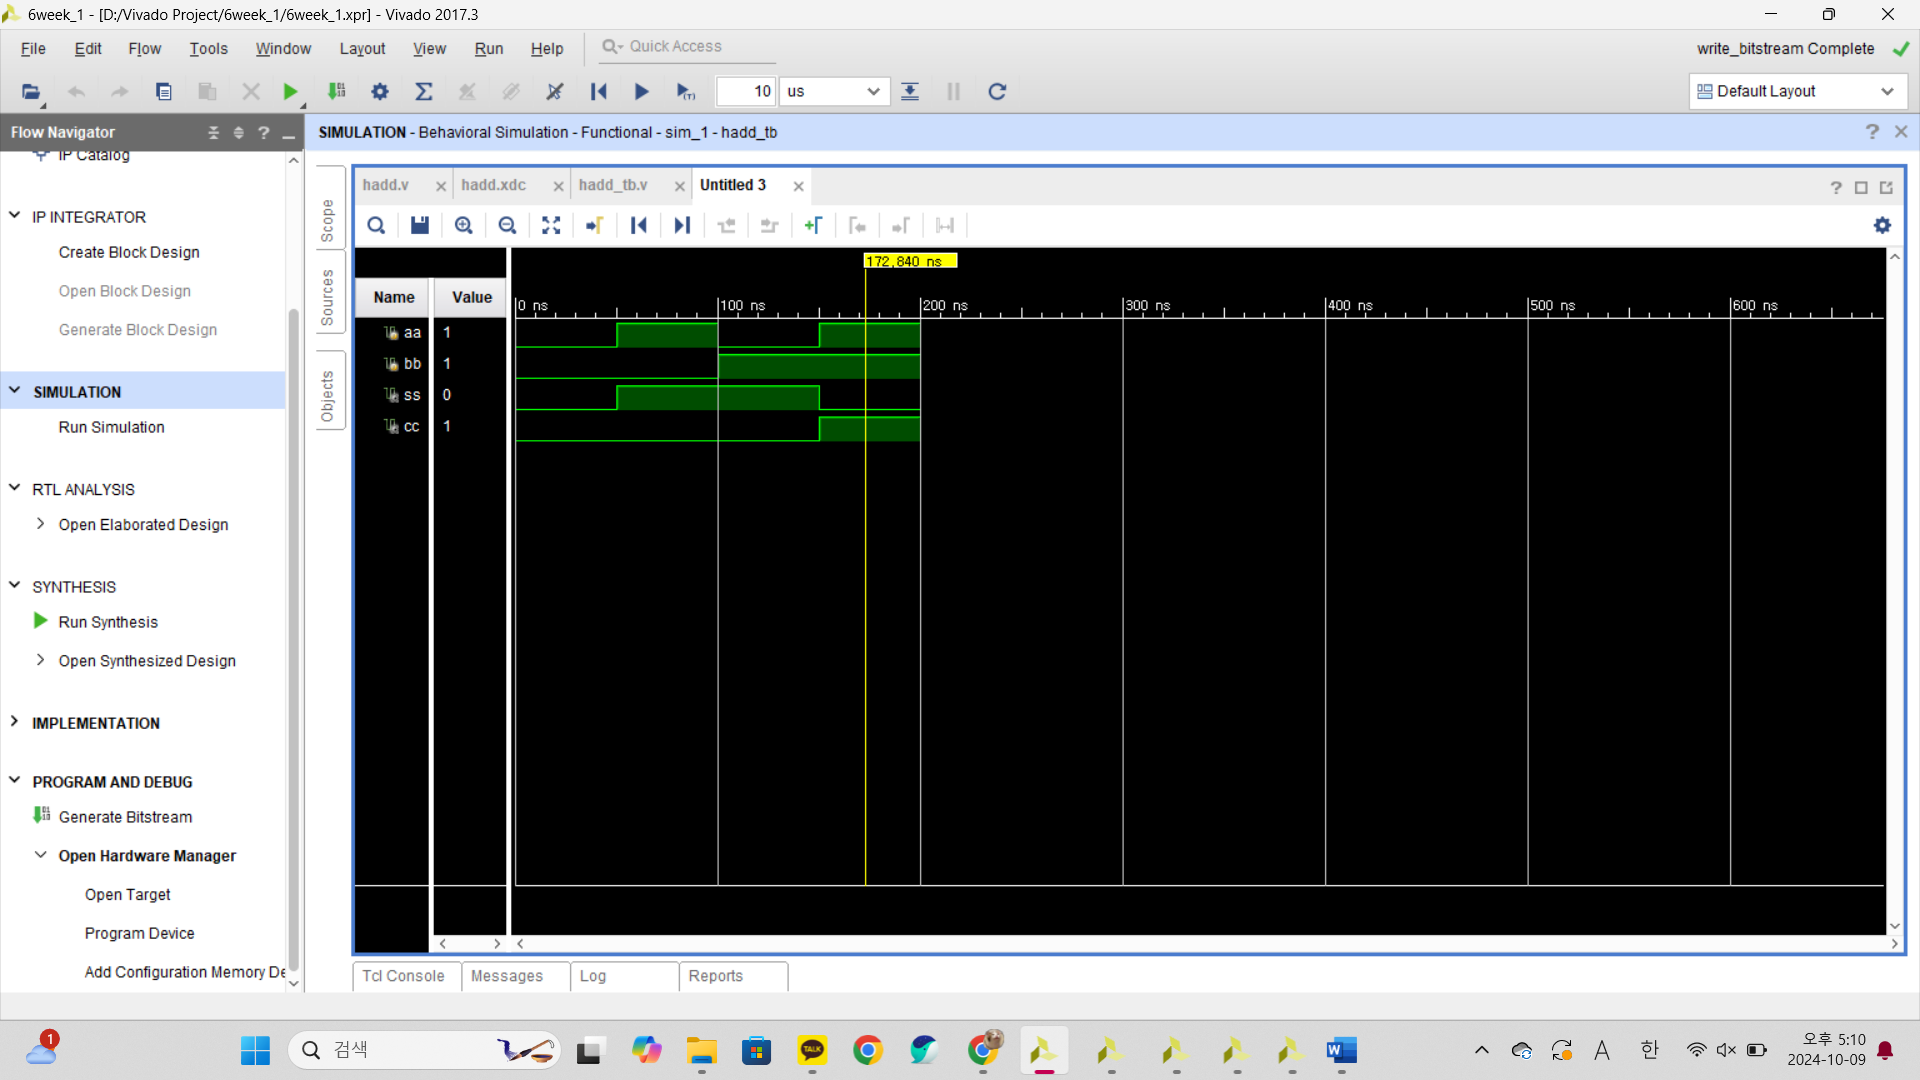 6week_1 - [D:/Vivado Project/6week_1/6week_1.xpr] - Vivado 2017.3
File Edit Flow Tools Window Layout View Run Help Quick Access
write_bitstream Complete
10 us
Default Layout
Flow Navigator
SIMULATION - Behavioral Simulation - Functional - sim_1 - hadd_tb
IP Catalog
IP INTEGRATOR
Create Block Design
Open Block Design
Generate Block Design
SIMULATION
Run Simulation
RTL ANALYSIS
Open Elaborated Design
SYNTHESIS
Run Synthesis
Open Synthesized Design
IMPLEMENTATION
PROGRAM AND DEBUG
Generate Bitstream
Open Hardware Manager
Open Target
Program Device
Add Configuration Memory De
Scope
Sources
Objects
hadd.v hadd.xdc hadd_tb.v Untitled 3
172,840 ns
Name Value
0 ns 100 ns 200 ns 300 ns 400 ns 500 ns 600 ns
aa 1
bb 1
ss 0
cc 1
Tcl Console Messages Log Reports
1
검색
TALK
W
A 한
오후 5:10
2024-10-09